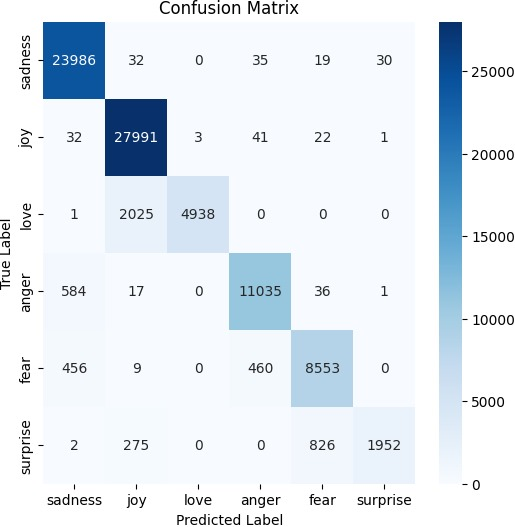 Confusion Matrix
True Label
sadness 23986 32 0 35 19 30
joy 32 27991 3 41 22 1
love 1 2025 4938 0 0 0
anger 584 17 0 11035 36 1
fear 456 9 0 460 8553 0
surprise 2 275 0 0 826 1952
sadness joy love anger fear surprise
Predicted Label
25000
20000
15000
10000
5000
0